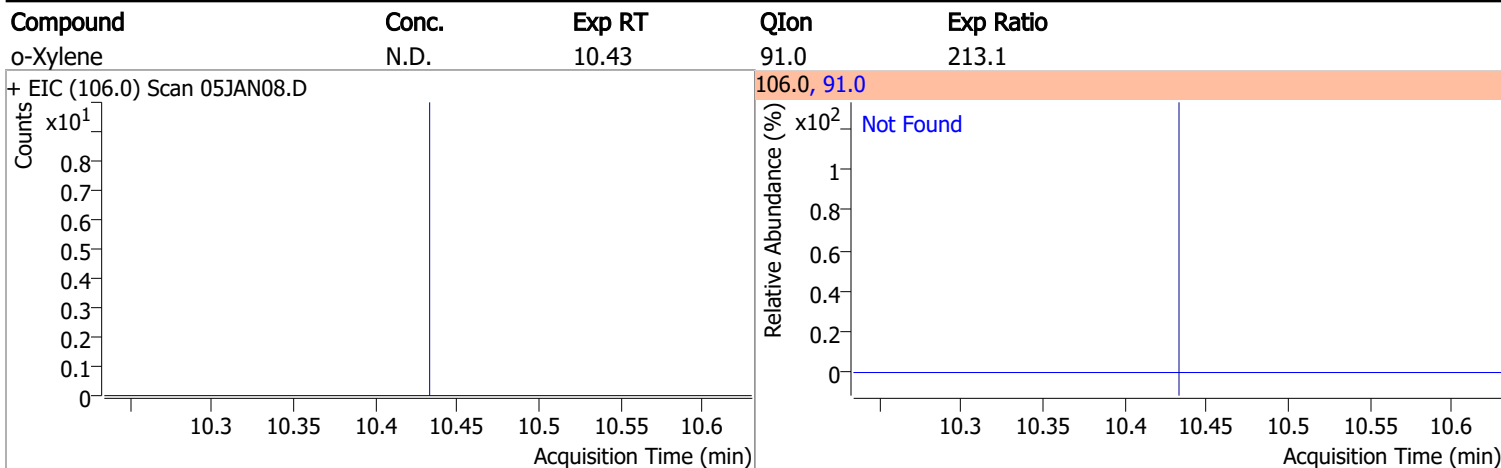 Compound Conc. Exp RT QIon Exp Ratio
o-Xylene N.D. 10.43 91.0 213.1
+ EIC (106.0) Scan 05JAN08.D
Counts
x10¹
0.8
0.7
0.6
0.5
0.4
0.3
0.2
0.1
0
10.3 10.35 10.4 10.45 10.5 10.55 10.6
Acquisition Time (min)
106.0, 91.0
Relative Abundance (%)
x10² Not Found
1
0.8
0.6
0.4
0.2
0
10.3 10.35 10.4 10.45 10.5 10.55 10.6
Acquisition Time (min)